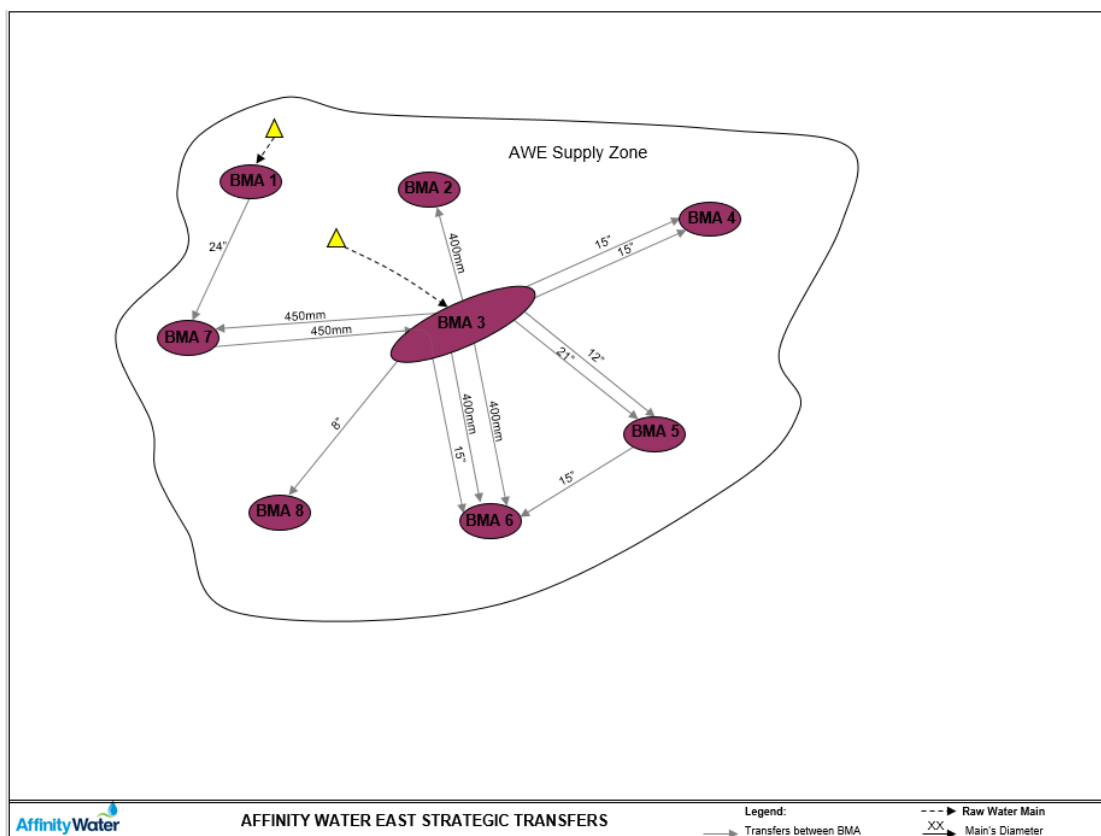 AWE Supply Zone
BMA 1
BMA 2
BMA 4
24"
400mm
15"
15"
450mm
BMA 3
BMA 7
450mm
21"
12"
8"
15"
400mm
400mm
BMA 5
15"
BMA 8
BMA 6
AffinityWater
AFFINITY WATER EAST STRATEGIC TRANSFERS
Legend:
Transfers between BMA
Raw Water Main
XX
Main's Diameter